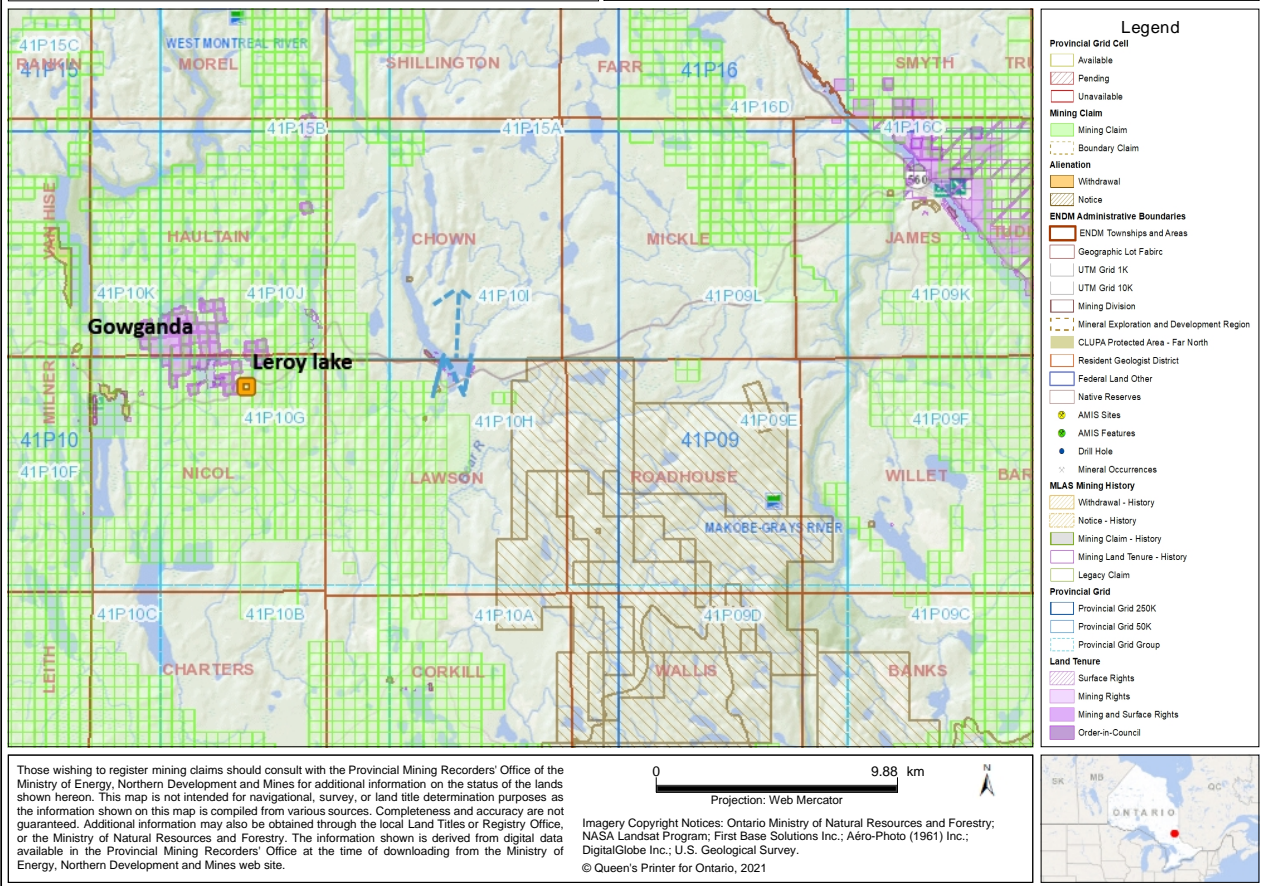 WEST MONTREAL RIVER
41P15C
RANKIN
41P15
MOREL
SHILLINGTON
FARR
41P16
SMYTH
41P16D
41P15B
41P15A
41P16C
560
VAN HISE
HAULTAIN
CHOWN
MICKLE
JAMES
41P10K
41P10J
41P10I
41P09L
41P09K
Gowganda
Leroy lake
MILNER
41P10G
41P10H
41P09E
41P09F
41P10
41P09
41P10F
NICOL
LAWSON
ROADHOUSE
WILLET
BAR
MAKOBE-GRAYS RIVER
41P10C
41P10B
41P10A
41P09D
41P09C
LEITH
CHARTERS
CORKILL
WALLIS
BANKS
Legend
Provincial Grid Cell
Available
Pending
Unavailable
Mining Claim
Mining Claim
Boundary Claim
Alienation
Withdrawal
Notice
ENDM Administrative Boundaries
ENDM Townships and Areas
Geographic Lot Fabirc
UTM Grid 1K
UTM Grid 10K
Mining Division
Mineral Exploration and Development Region
CLUPA Protected Area - Far North
Resident Geologist District
Federal Land Other
Native Reserves
AMIS Sites
AMIS Features
Drill Hole
Mineral Occurrences
MLAS Mining History
Withdrawal - History
Notice - History
Mining Claim - History
Mining Land Tenure - History
Legacy Claim
Provincial Grid
Provincial Grid 250K
Provincial Grid 50K
Provincial Grid Group
Land Tenure
Surface Rights
Mining Rights
Mining and Surface Rights
Order-in-Council
Those wishing to register mining claims should consult with the Provincial Mining Recorders' Office of the
Ministry of Energy, Northern Development and Mines for additional information on the status of the lands
shown hereon. This map is not intended for navigational, survey, or land title determination purposes as
the information shown on this map is compiled from various sources. Completeness and accuracy are not
guaranteed. Additional information may also be obtained through the local Land Titles or Registry Office,
or the Ministry of Natural Resources and Forestry. The information shown is derived from digital data
available in the Provincial Mining Recorders' Office at the time of downloading from the Ministry of
Energy, Northern Development and Mines web site.
0 9.88 km
Projection: Web Mercator
N
Imagery Copyright Notices: Ontario Ministry of Natural Resources and Forestry;
NASA Landsat Program; First Base Solutions Inc.; Aéro-Photo (1961) Inc.;
DigitalGlobe Inc.; U.S. Geological Survey.
© Queen's Printer for Ontario, 2021
SK
MB
ONTARIO
QC